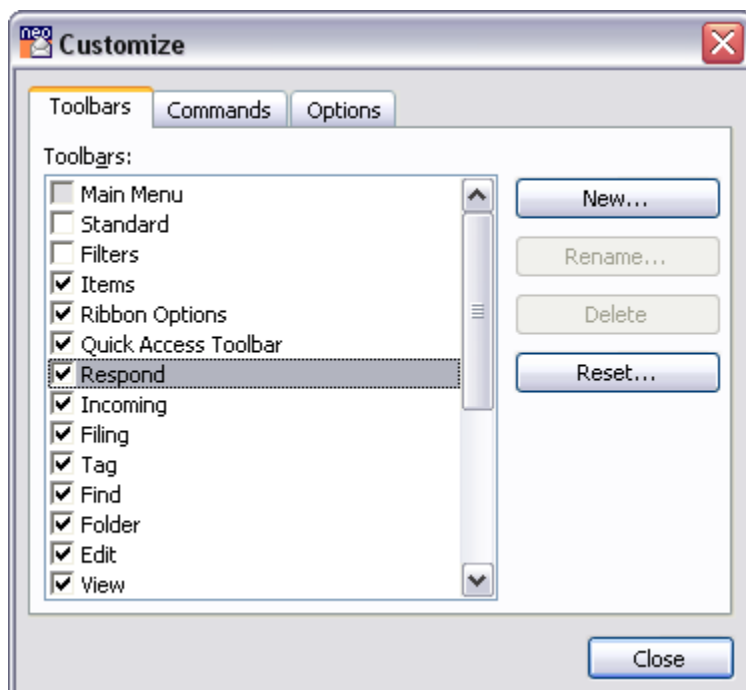 neo Customize
Toolbars Commands Options
Toolbars:
Main Menu
Standard
Filters
Items
Ribbon Options
Quick Access Toolbar
Respond
Incoming
Filing
Tag
Find
Folder
Edit
View
New...
Rename...
Delete
Reset...
Close